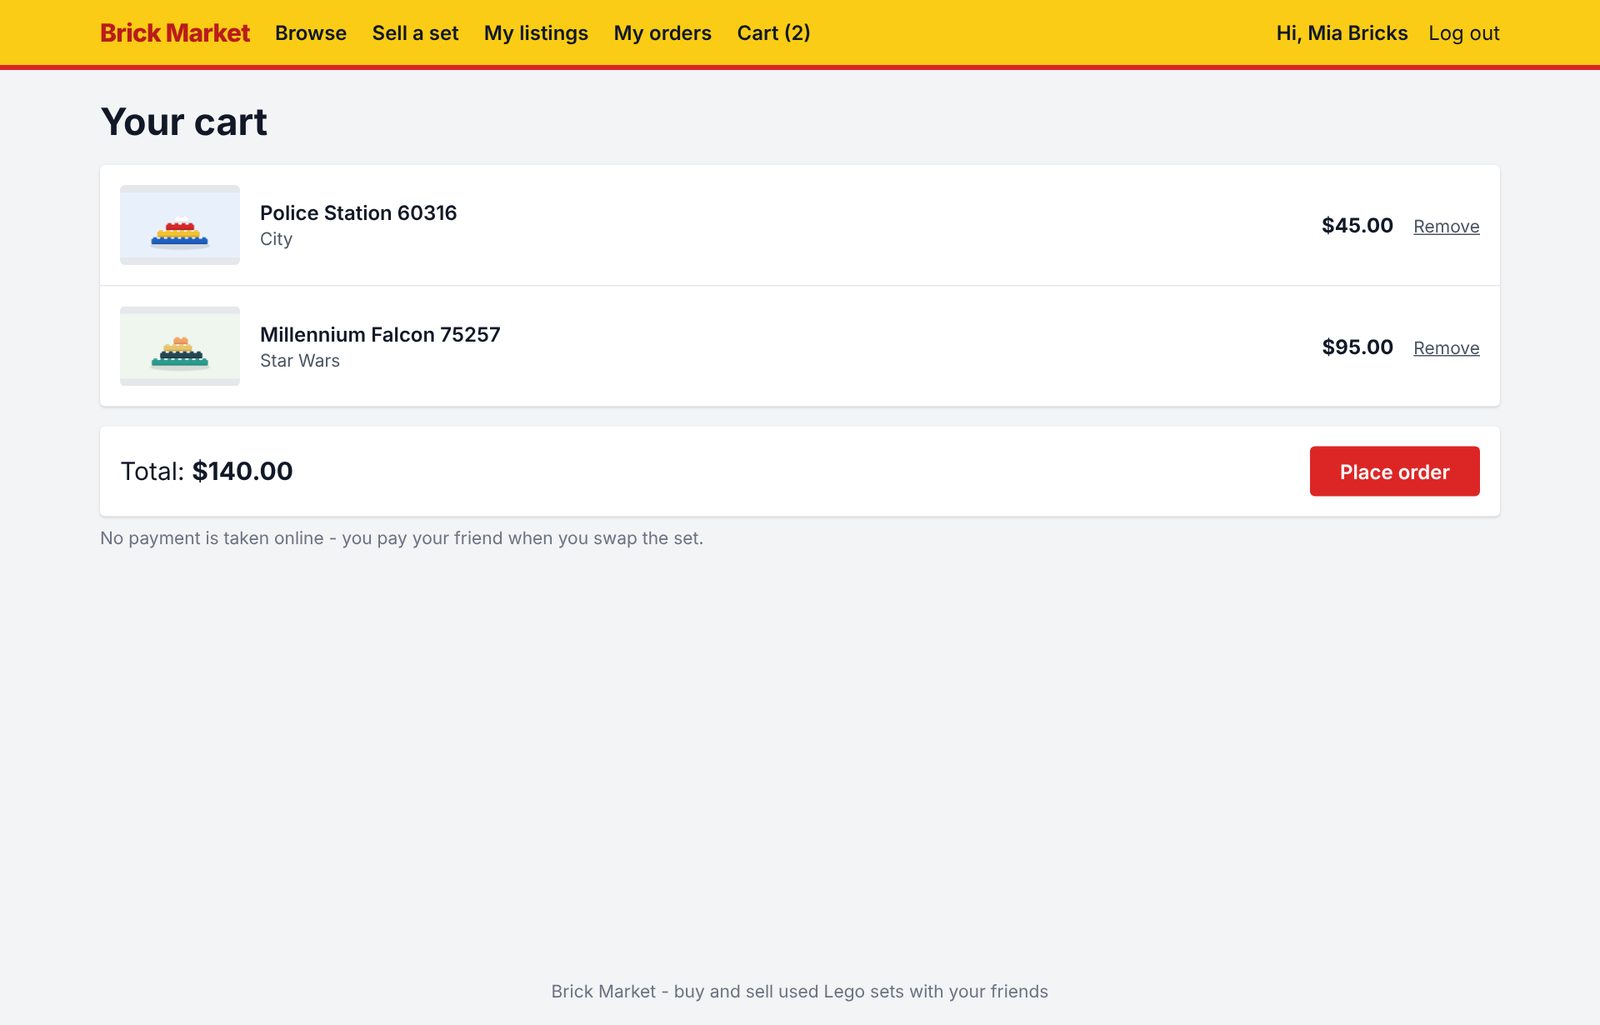 Brick Market Browse Sell a set My listings My orders Cart (2) Hi, Mia Bricks Log out
Your cart
Police Station 60316
City
$45.00 Remove
Millennium Falcon 75257
Star Wars
$95.00 Remove
Total: $140.00 Place order
No payment is taken online - you pay your friend when you swap the set.
Brick Market - buy and sell used Lego sets with your friends